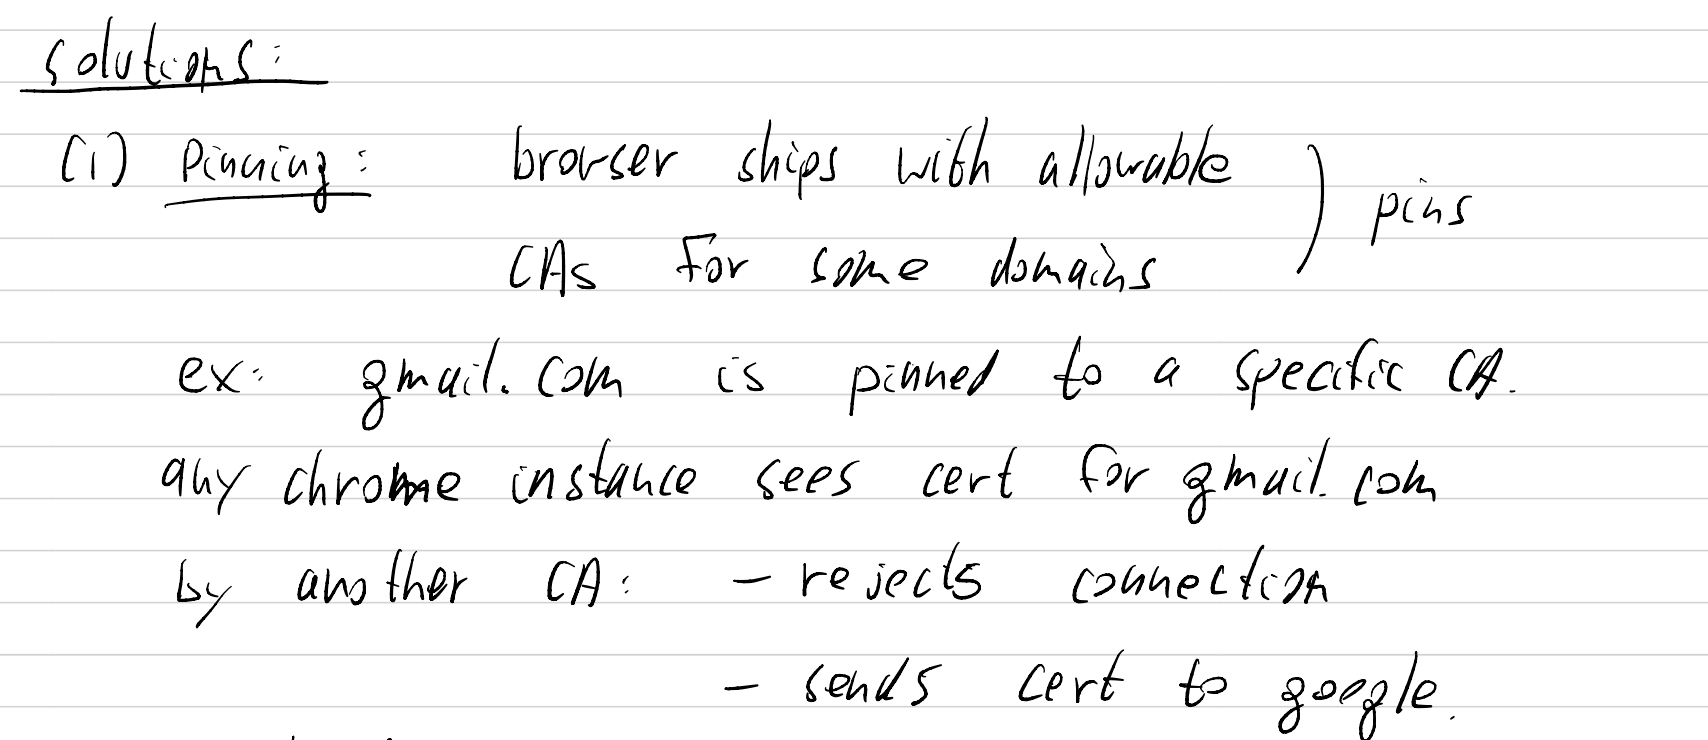 solutions:
(1) Pinning: browser ships with allowable
CAs for some domains ) pins
ex: gmail.com is pinned to a specific CA.
any chrome instance sees cert for gmail.com
by another CA: – rejects connection
– sends cert to google.